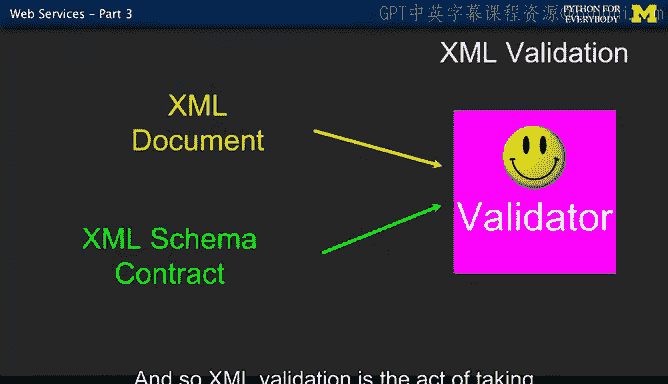 Web Services - Part 3
GPT中英字幕课程资源
PYTHON FOR
EVERYBODY
M
XML Validation
XML
Document
Validator
XML Schema
Contract
And so XML validation is the act of taking